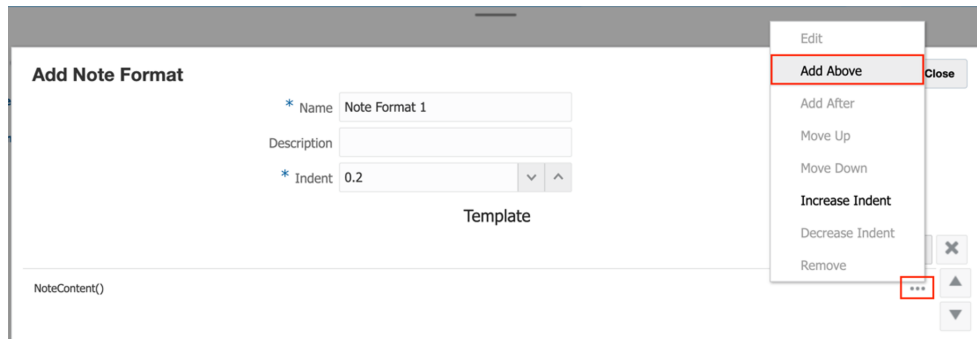 Edit
Add Above
Add Note Format
Close
* Name Note Format 1
Add After
Description
Move Up
* Indent 0.2
Move Down
Increase Indent
Template
Decrease Indent
Remove
NoteContent()
...